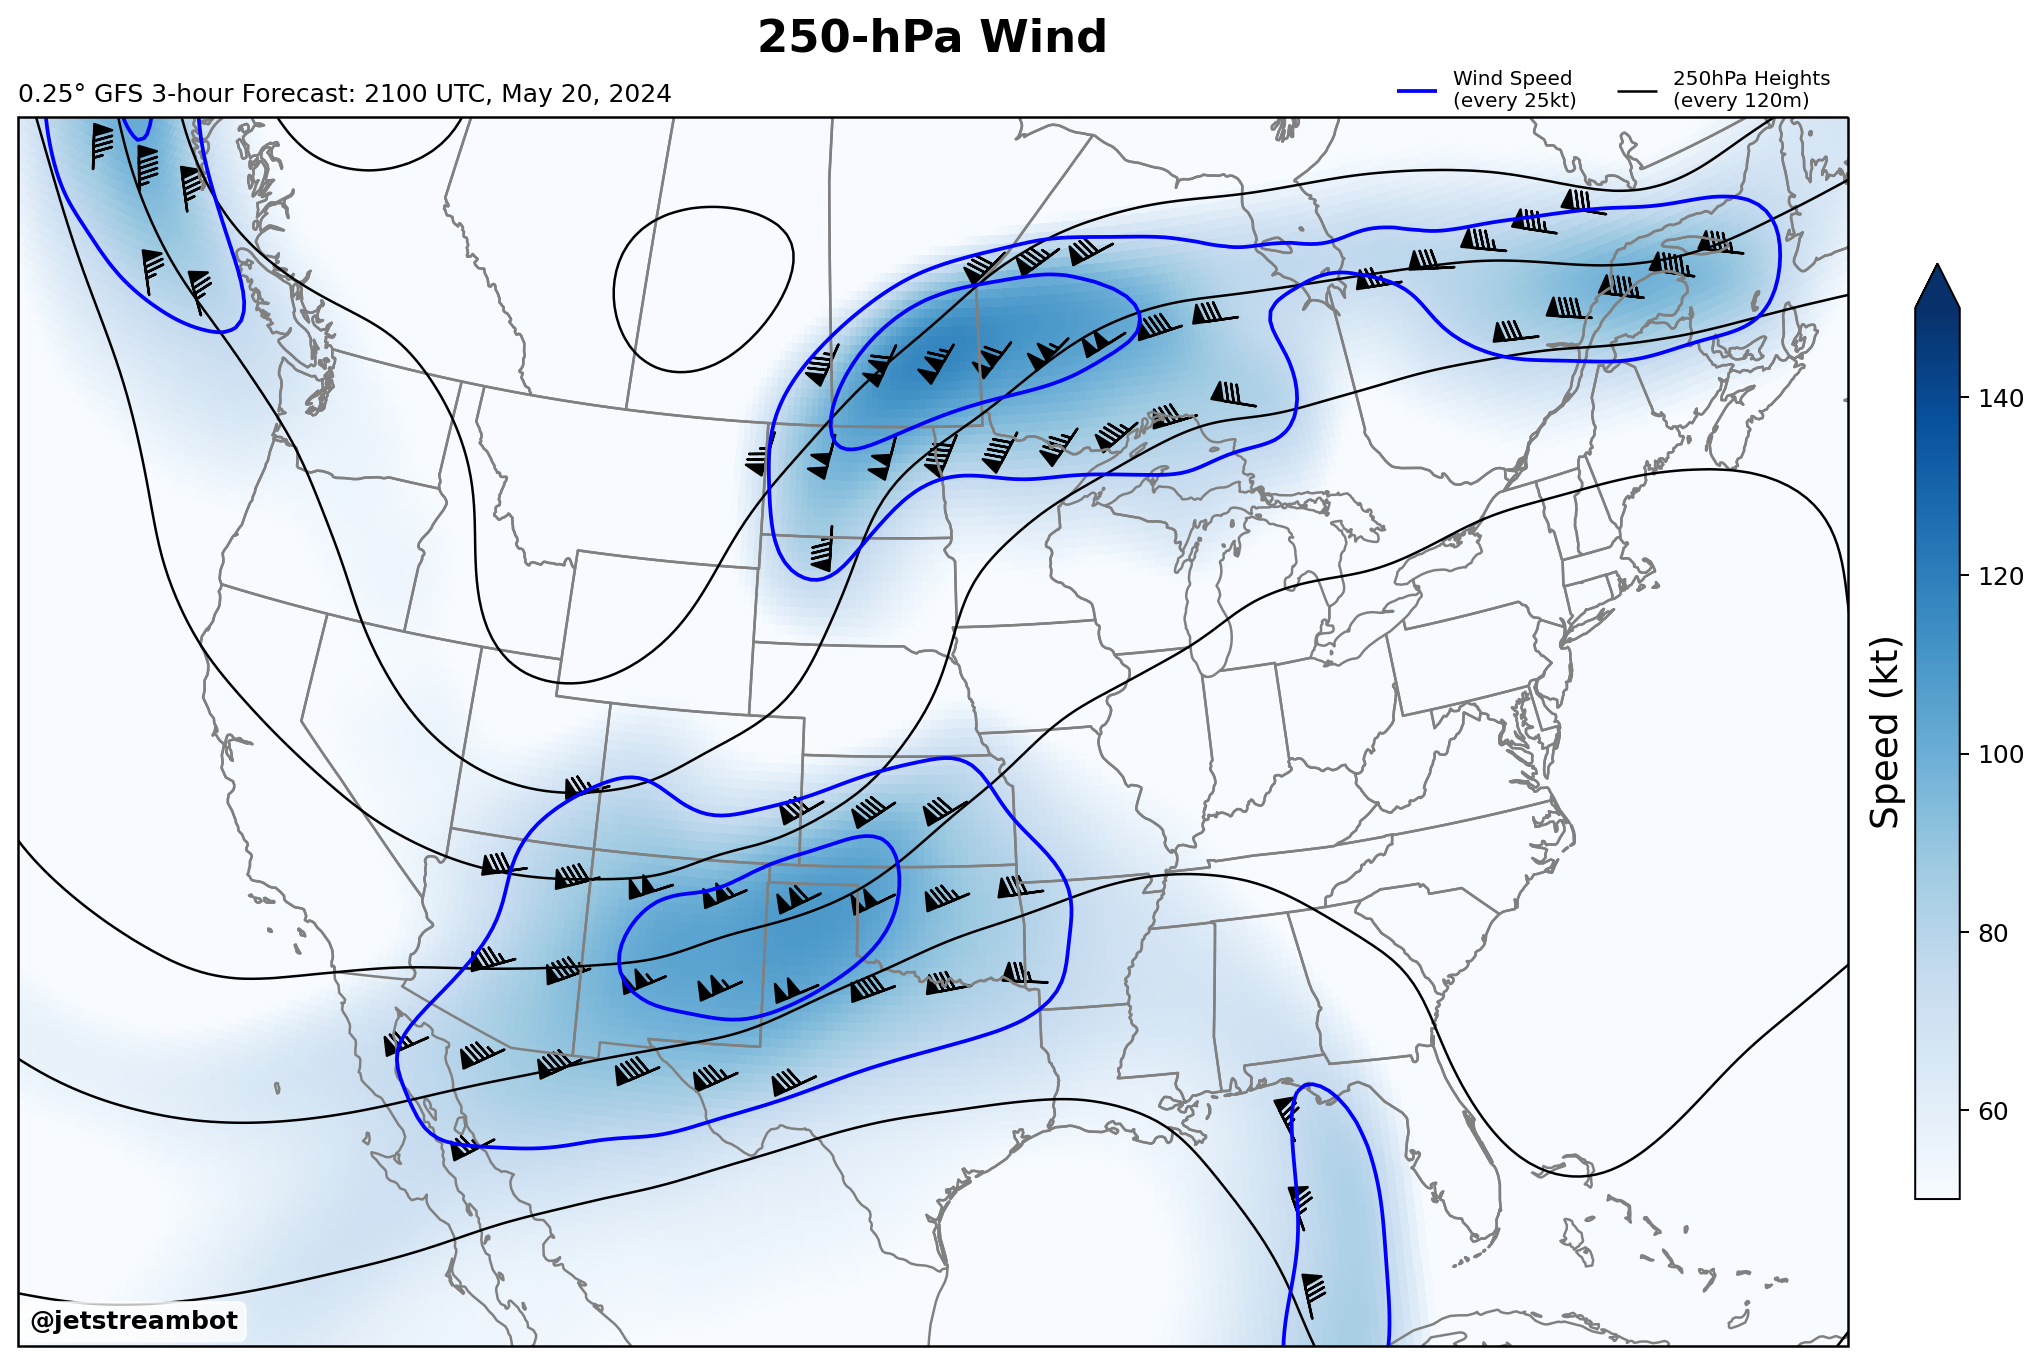 250-hPa Wind
0.25° GFS 3-hour Forecast: 2100 UTC, May 20, 2024
Wind Speed
(every 25kt)
250hPa Heights
(every 120m)
140
120
100
80
60
Speed (kt)
@jetstreambot